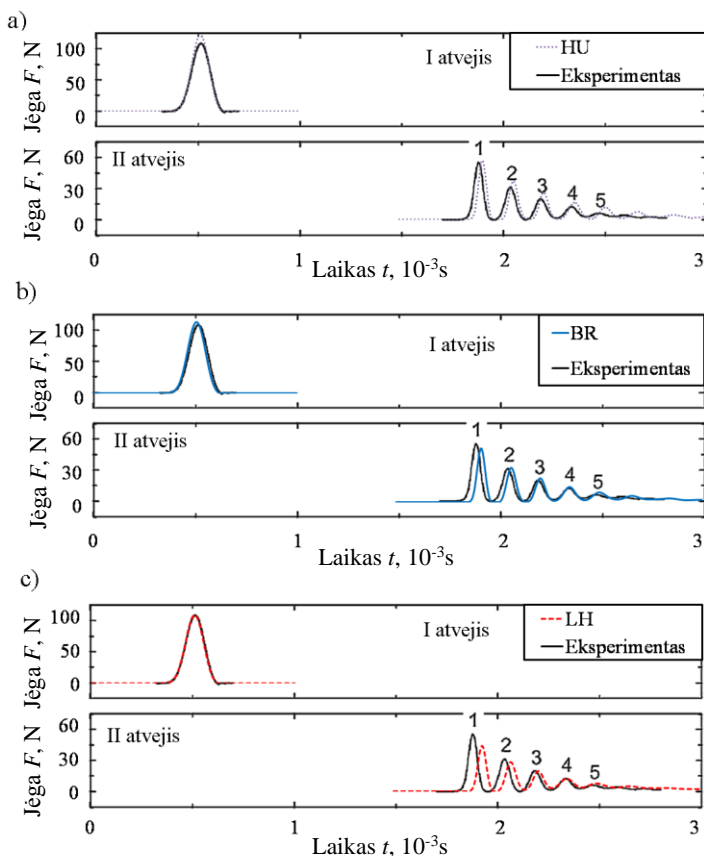 a)
Jėga F, N
100
50
0
I atvejis
HU
Eksperimentas
Jėga F, N
60
30
0
II atvejis
1
2
3
4
5
0
1
2
3
Laikas t, 10-3s
b)
Jėga F, N
100
50
0
I atvejis
BR
Eksperimentas
Jėga F, N
60
30
0
II atvejis
1
2
3
4
5
0
1
2
3
Laikas t, 10-3s
c)
Jėga F, N
100
50
0
I atvejis
LH
Eksperimentas
Jėga F, N
60
30
0
II atvejis
1
2
3
4
5
0
1
2
3
Laikas t, 10-3s